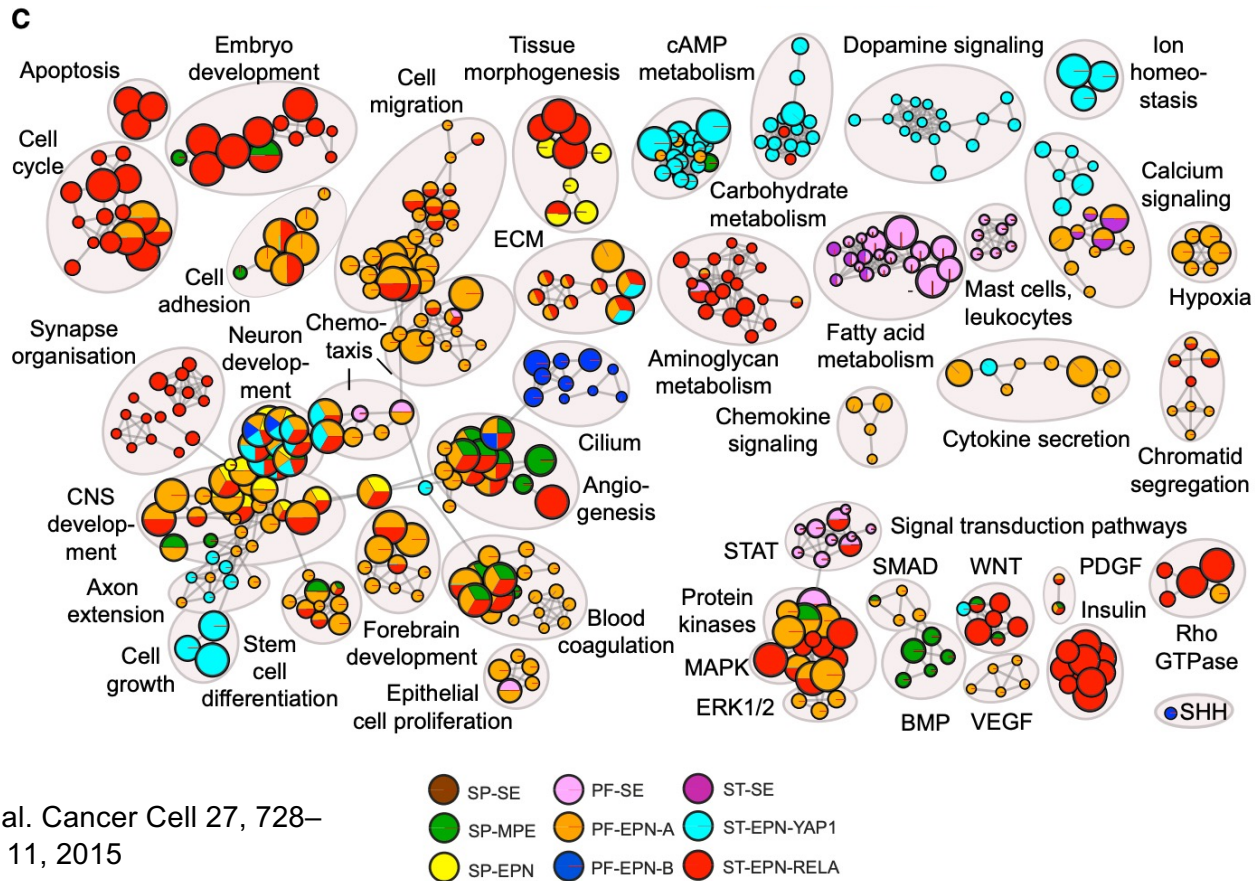 C
Apoptosis
Embryo
development
Cell
migration
Tissue
morphogenesis
cAMP
metabolism
Dopamine signaling
Ion
homeo-
stasis
Cell
cycle
Carbohydrate
metabolism
Calcium
signaling
Cell
adhesion
ECM
Synapse
organisation
Neuron
develop-
ment
Chemo-
taxis
Aminoglycan
metabolism
Fatty acid
metabolism
Mast cells,
leukocytes
Hypoxia
Cilium
Chemokine
signaling
Cytokine secretion
Chromatid
segregation
CNS
develop-
ment
Angio-
genesis
Axon
extension
Cell
growth
Stem
cell
differentiation
Forebrain
development
Epithelial
cell proliferation
Blood
coagulation
Signal transduction pathways
STAT
SMAD
WNT
PDGF
Protein
kinases
Insulin
MAPK
Rho
GTPase
ERK1/2
BMP
VEGF
SHH
SP-SE
PF-SE
ST-SE
SP-MPE
PF-EPN-A
ST-EPN-YAP1
SP-EPN
PF-EPN-B
ST-EPN-RELA
al. Cancer Cell 27, 728–
11, 2015